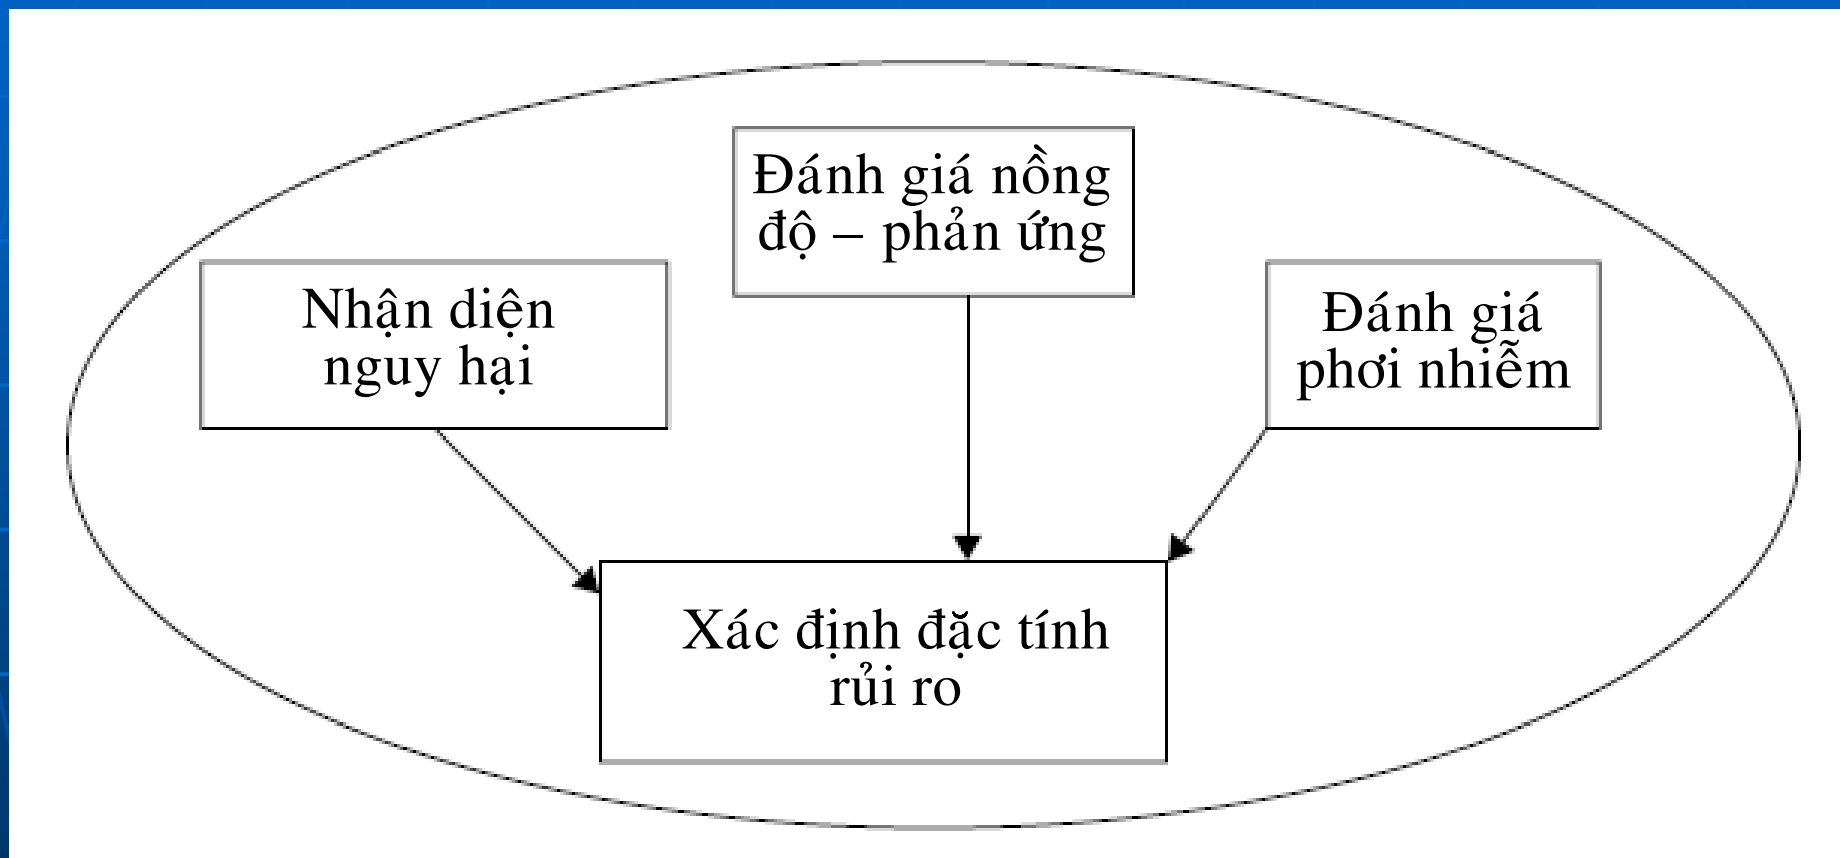 Đánh giá nồng
độ – phản ứng
Nhận diện
nguy hại
Đánh giá
phơi nhiễm
Xác định đặc tính
rủi ro